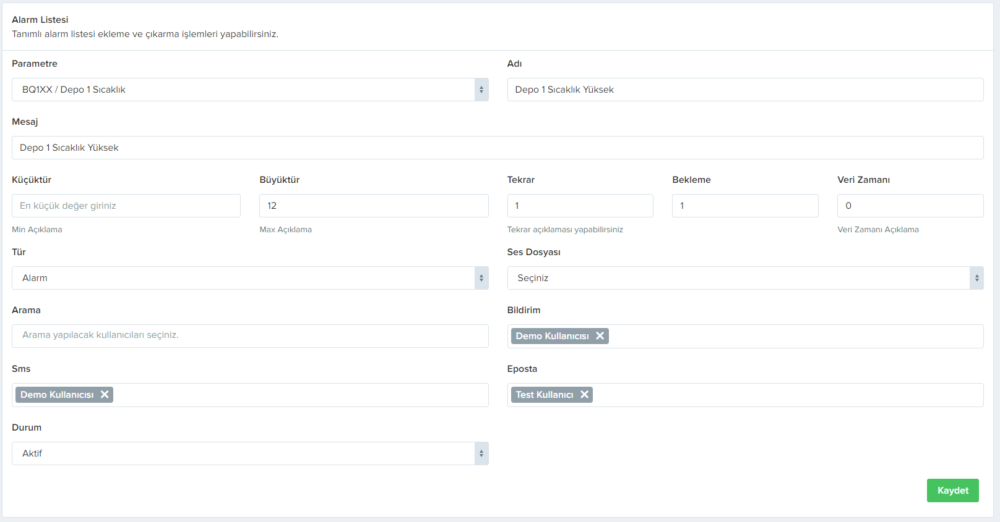 Alarm Listesi
Tanımlı alarm listesi ekleme ve çıkarma işlemleri yapabilirsiniz.
Parametre
Adı
BQ1XX / Depo 1 Sıcaklık
Depo 1 Sıcaklık Yüksek
Mesaj
Depo 1 Sıcaklık Yüksek
Küçüktür
Büyüktür
Tekrar
Bekleme
Veri Zamanı
En küçük değer giriniz
12
1
1
0
Min Açıklama
Max Açıklama
Tekrar açıklaması yapabilirsiniz
Veri Zamanı Açıklama
Tür
Ses Dosyası
Alarm
Seçiniz
Arama
Bildirim
Arama yapılacak kullanıcıları seçiniz.
Demo Kullanıcısı
Sms
Eposta
Demo Kullanıcısı
Test Kullanıcı
Durum
Aktif
Kaydet